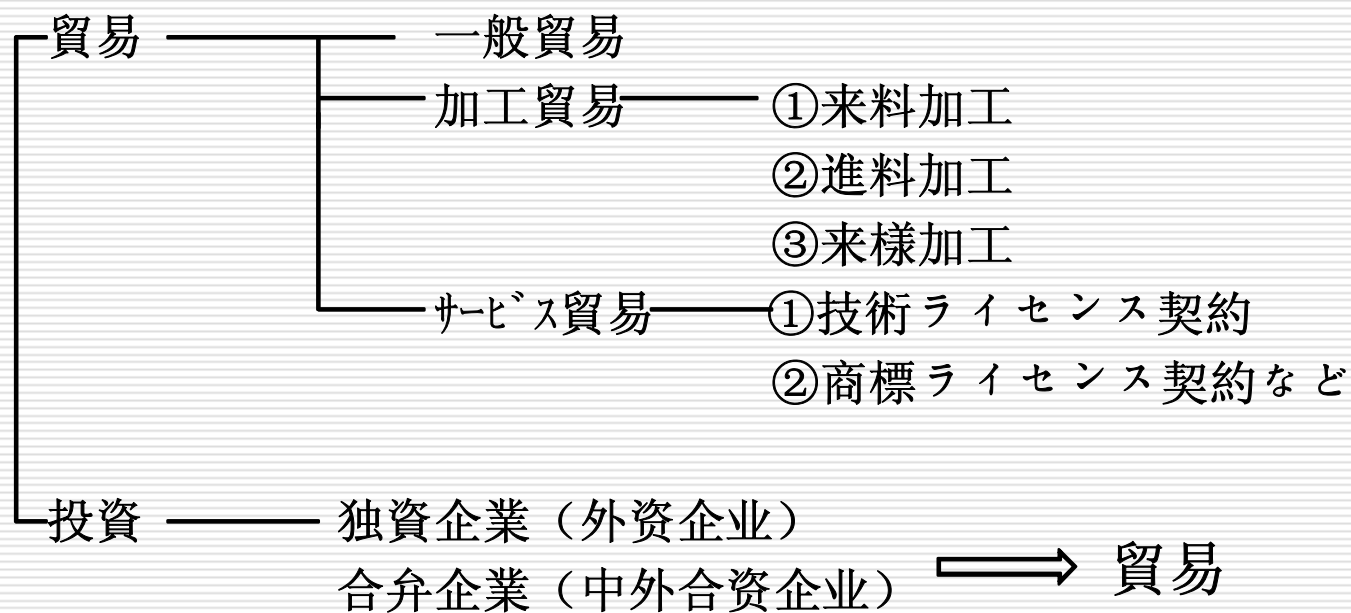 貿易 一般貿易
加工貿易 ①来料加工
②進料加工
③来様加工
ｻｰﾋﾞｽ貿易 ①技術ライセンス契約
②商標ライセンス契約など
投資 独資企業（外资企业）
合弁企業（中外合资企业）
貿易